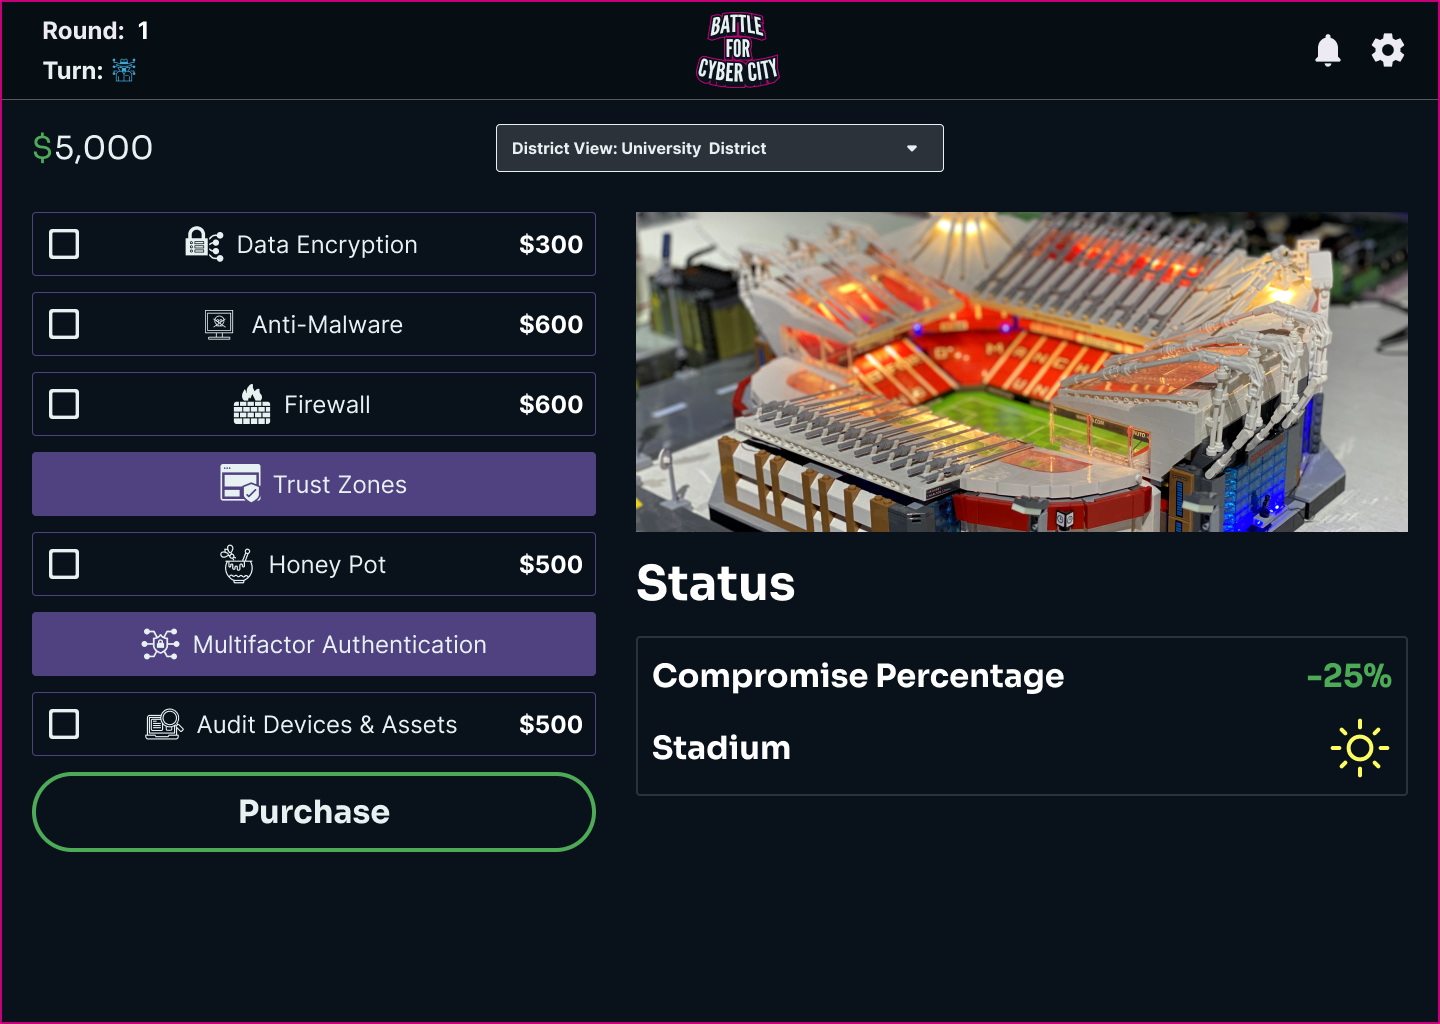 Round: 1
Turn:
BATTLE
FOR
CYBER CITY
$5,000
District View: University District
Data Encryption $300
Anti-Malware $600
Firewall $600
Trust Zones
Honey Pot $500
Multifactor Authentication
Audit Devices & Assets $500
Purchase
MANCH
UN
Status
Compromise Percentage -25%
Stadium